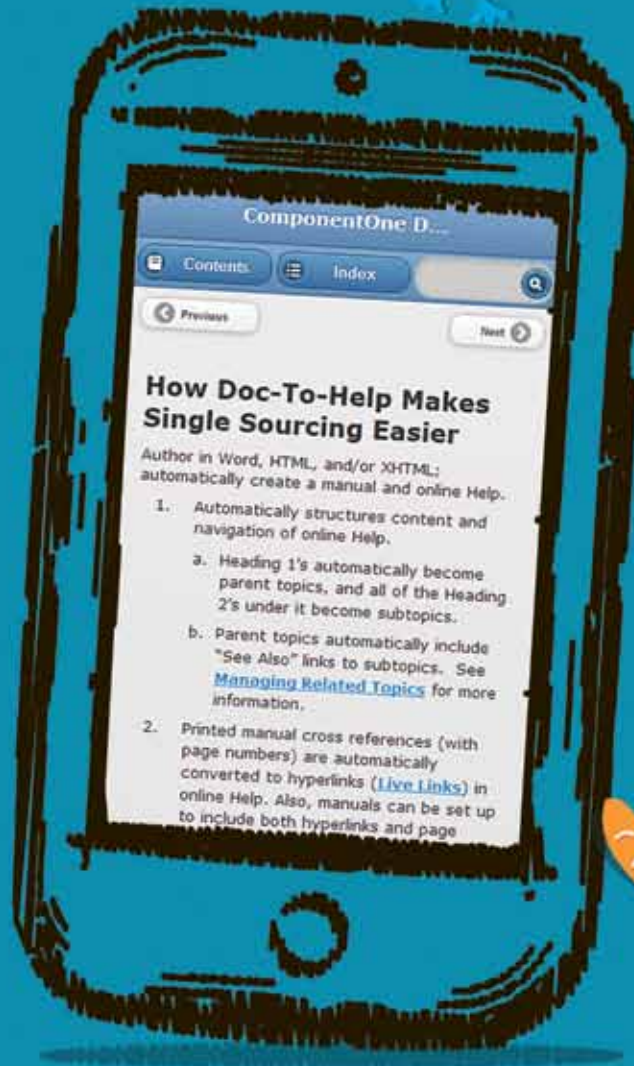 ComponentOne D...
Contents Index
Previous Next
How Doc-To-Help Makes
Single Sourcing Easier
Author in Word, HTML, and/or XHTML;
automatically create a manual and online Help.
1. Automatically structures content and
navigation of online Help.
a. Heading 1's automatically become
parent topics, and all of the Heading
2's under it become subtopics.
b. Parent topics automatically include
"See Also" links to subtopics. See
Managing Related Topics for more
information.
2. Printed manual cross references (with
page numbers) are automatically
converted to hyperlinks (Live Links) in
online Help. Also, manuals can be set up
to include both hyperlinks and page